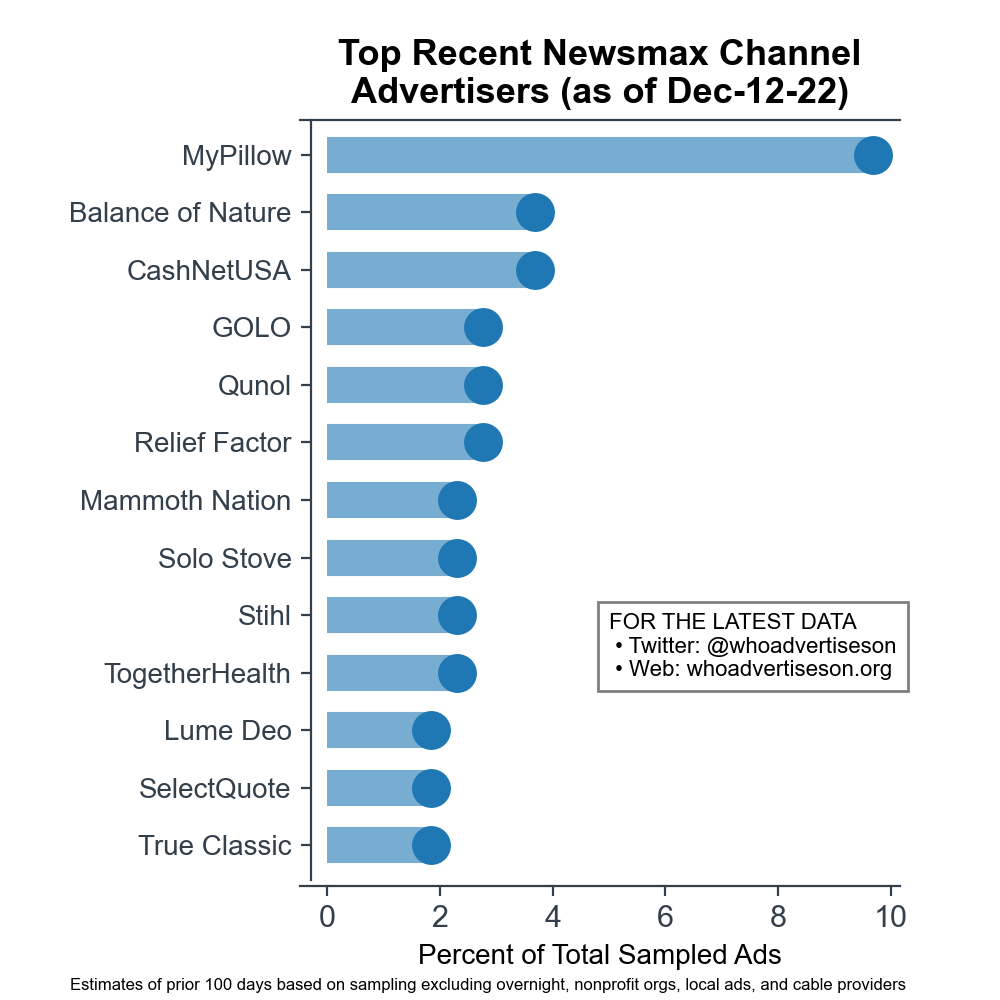 Top Recent Newsmax Channel
Advertisers (as of Dec-12-22)
MyPillow
Balance of Nature
CashNetUSA
GOLO
Qunol
Relief Factor
Mammoth Nation
Solo Stove
Stihl
TogetherHealth
Lume Deo
SelectQuote
True Classic
FOR THE LATEST DATA
• Twitter: @whoadvertiseson
• Web: whoadvertiseson.org
0 2 4 6 8 10
Percent of Total Sampled Ads
Estimates of prior 100 days based on sampling excluding overnight, nonprofit orgs, local ads, and cable providers